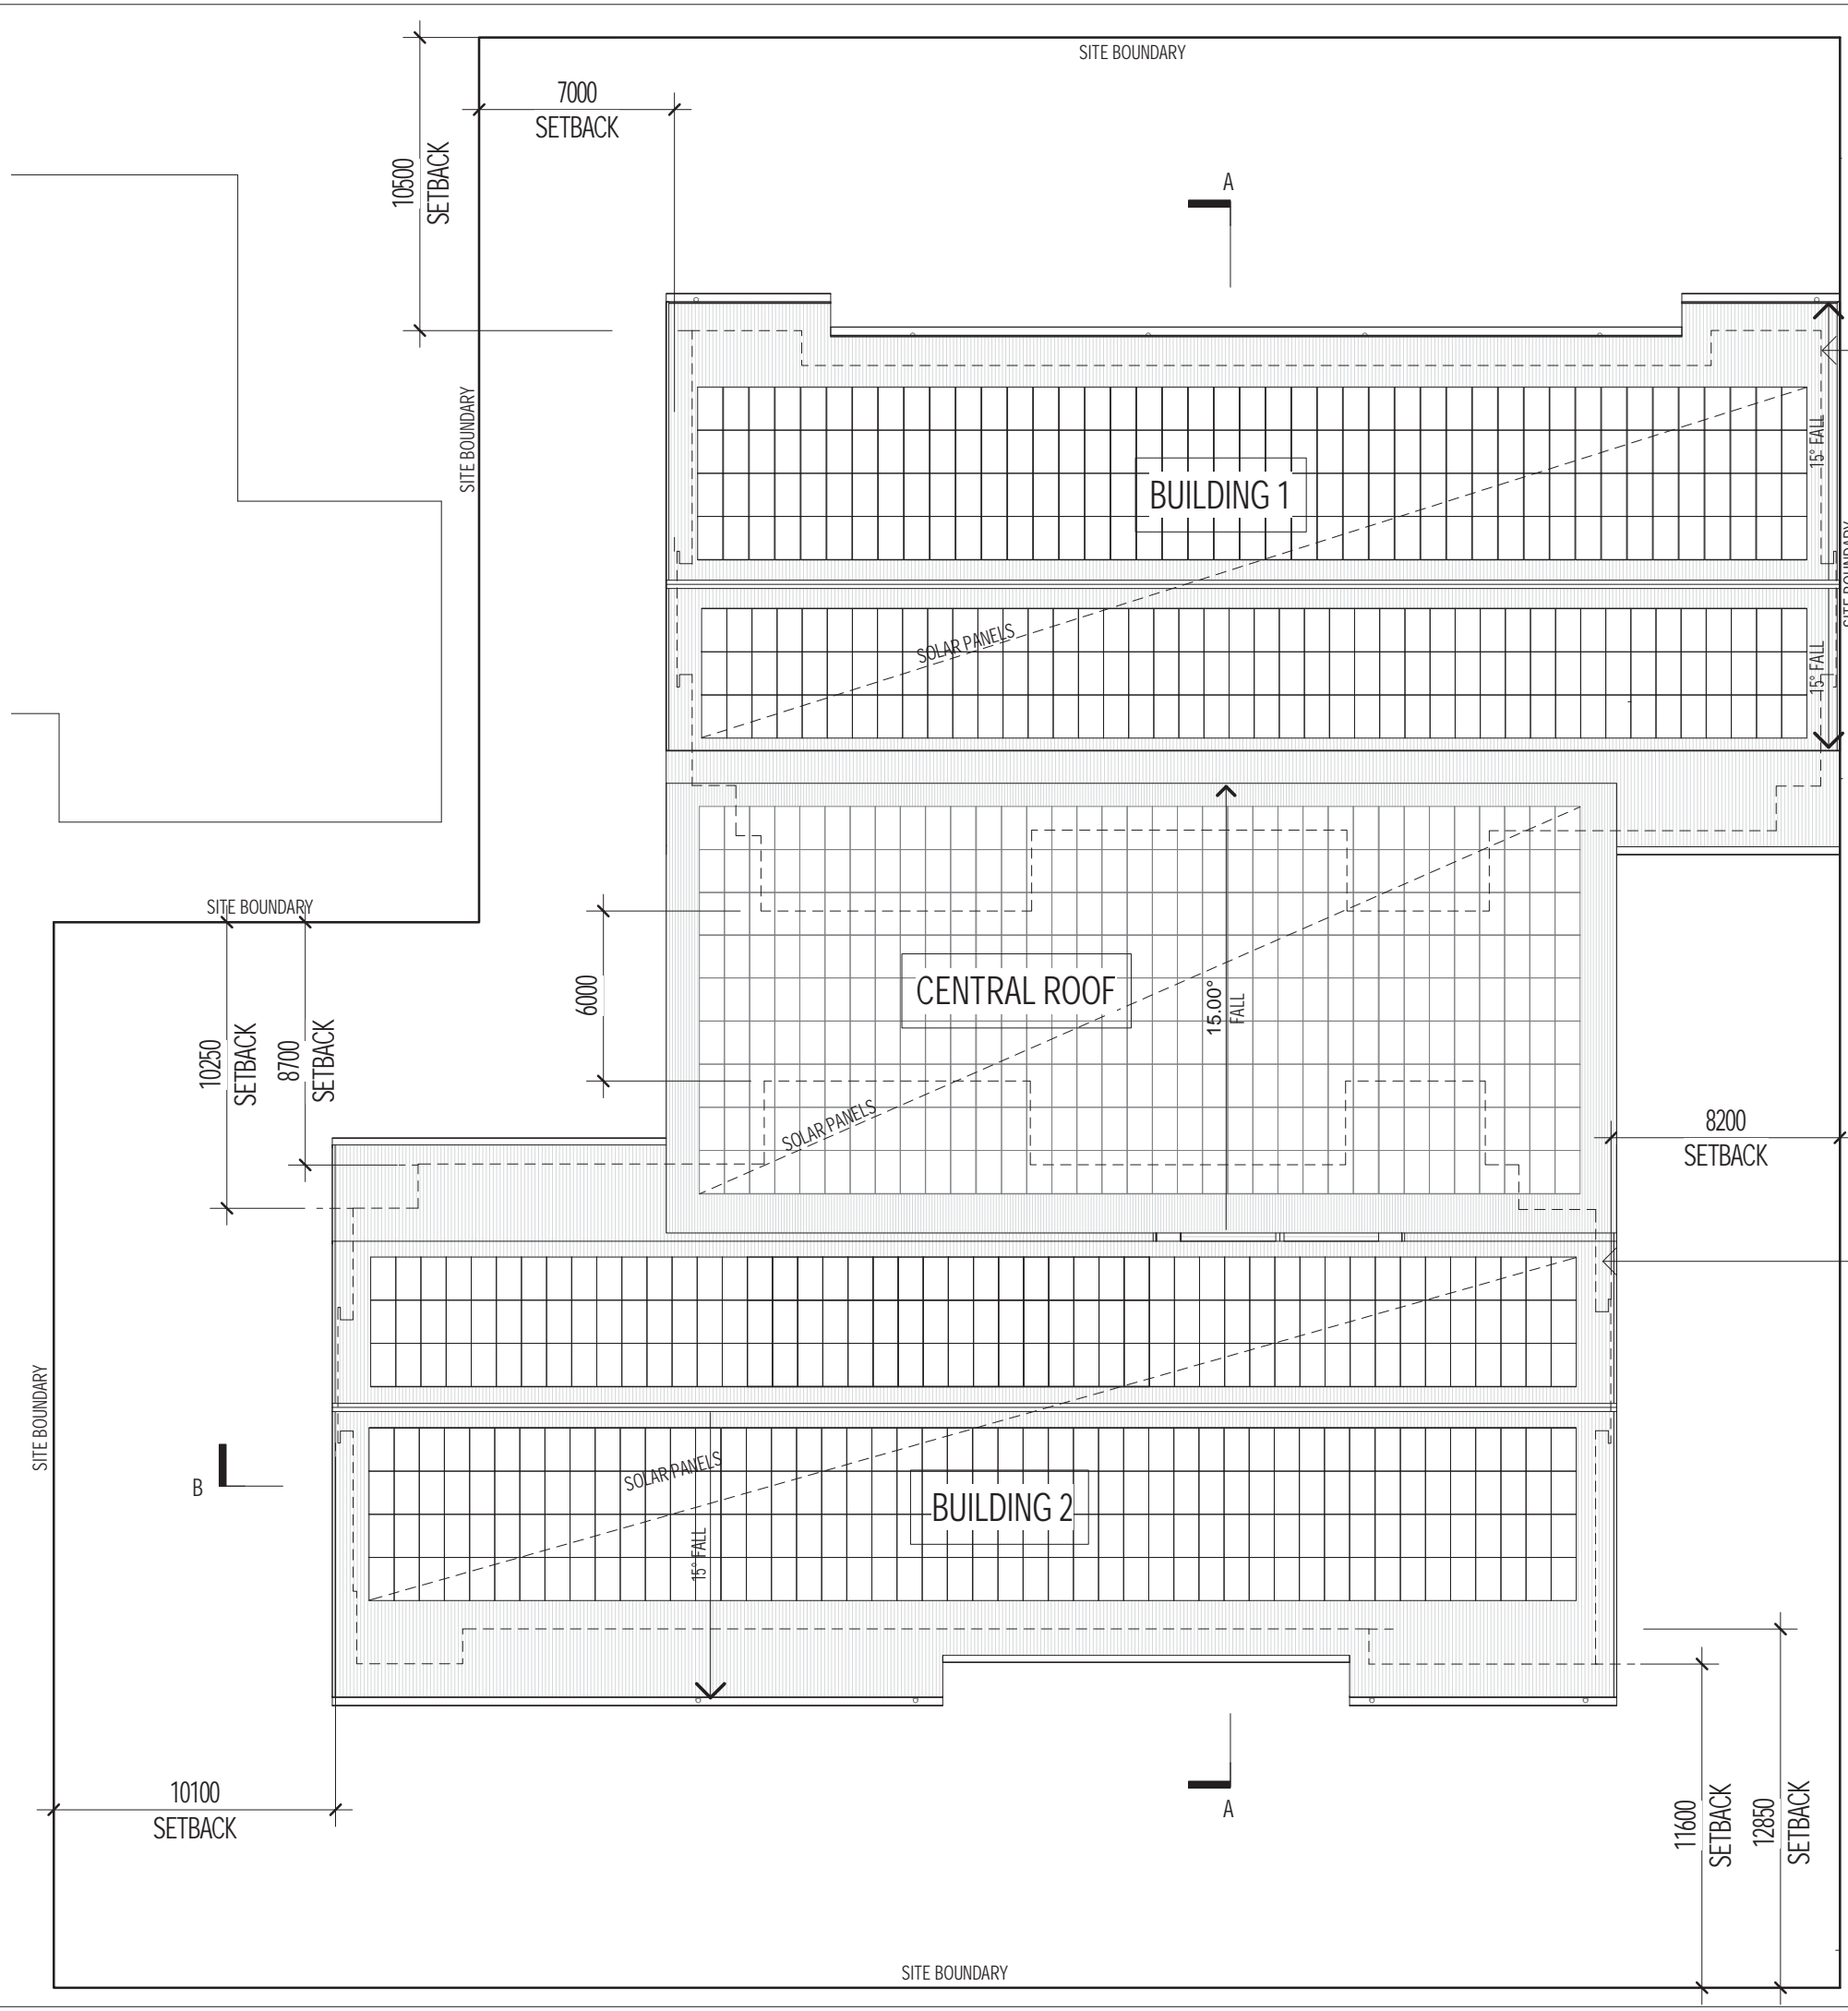 SITE BOUNDARY
7000
SETBACK
10500
SETBACK
A
SITE BOUNDARY
15° FALL
BUILDING 1
SITE BOUNDARY
SOLAR PANELS
15° FALL
SITE BOUNDARY
6000
CENTRAL ROOF
15.00°
FALL
10250
SETBACK
8700
SETBACK
SOLAR PANELS
8200
SETBACK
SITE BOUNDARY
SOLAR PANELS
B
BUILDING 2
15° FALL
10100
SETBACK
A
11600
SETBACK
12850
SETBACK
SITE BOUNDARY